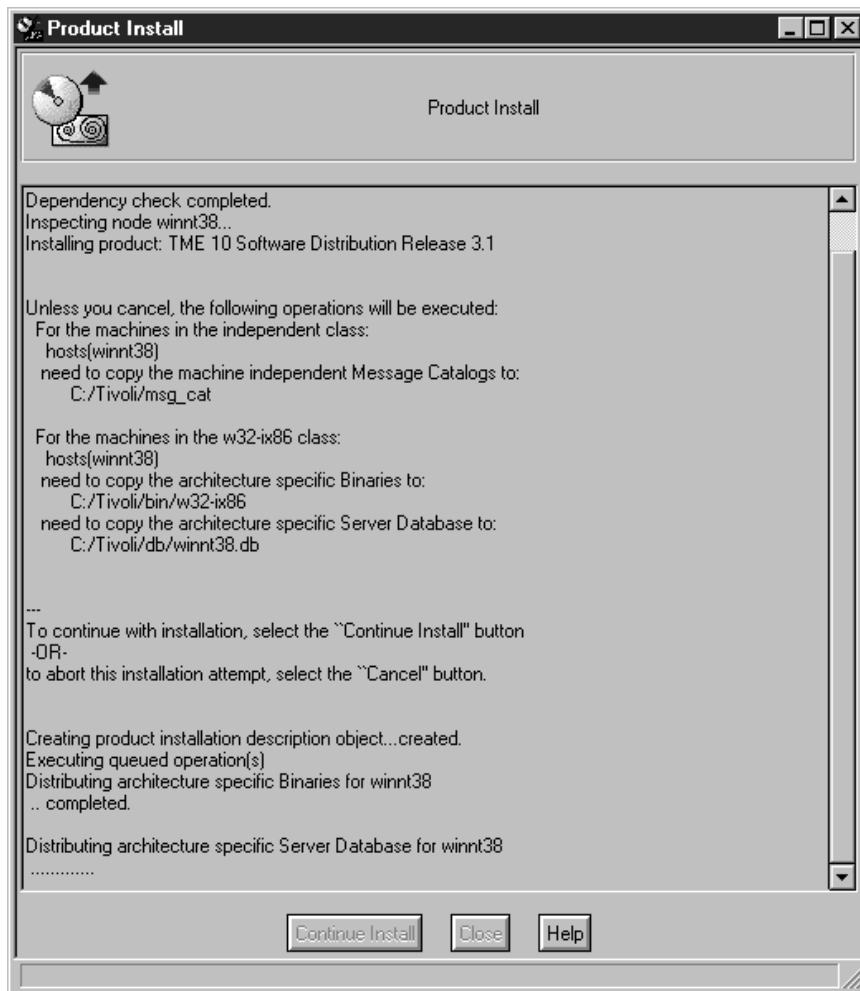 Product Install
Product Install
Dependency check completed.
Inspecting node winnt38...
Installing product: TME 10 Software Distribution Release 3.1
Unless you cancel, the following operations will be executed:
For the machines in the independent class:
hosts(winnt38)
need to copy the machine independent Message Catalogs to:
C:/Tivoli/msg_cat
For the machines in the w32-ix86 class:
hosts(winnt38)
need to copy the architecture specific Binaries to:
C:/Tivoli/bin/w32-ix86
need to copy the architecture specific Server Database to:
C:/Tivoli/db/winnt38.db
---
To continue with installation, select the ``Continue Install'' button
-OR-
to abort this installation attempt, select the ``Cancel'' button.
Creating product installation description object...created.
Executing queued operation(s)
Distributing architecture specific Binaries for winnt38
.. completed.
Distributing architecture specific Server Database for winnt38
.............
Continue Install Close Help